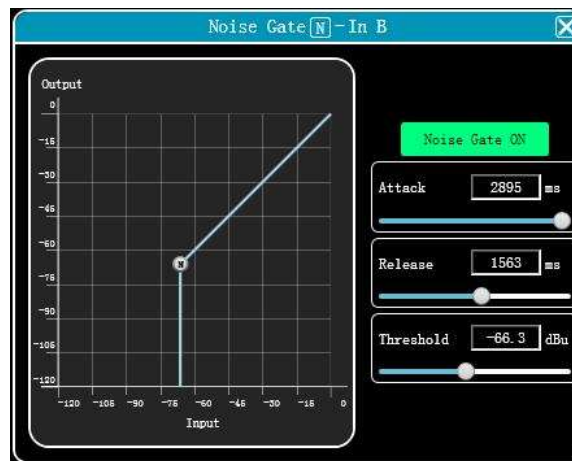 Noise Gate N -In B
Output
0
-15
-30
-45
-60
-75
-90
-105
-120
N
-120 -105 -90 -75 -60 -45 -30 -15 0
Input
Noise Gate ON
Attack 2895 ms
Release 1563 ms
Threshold -66.3 dBu